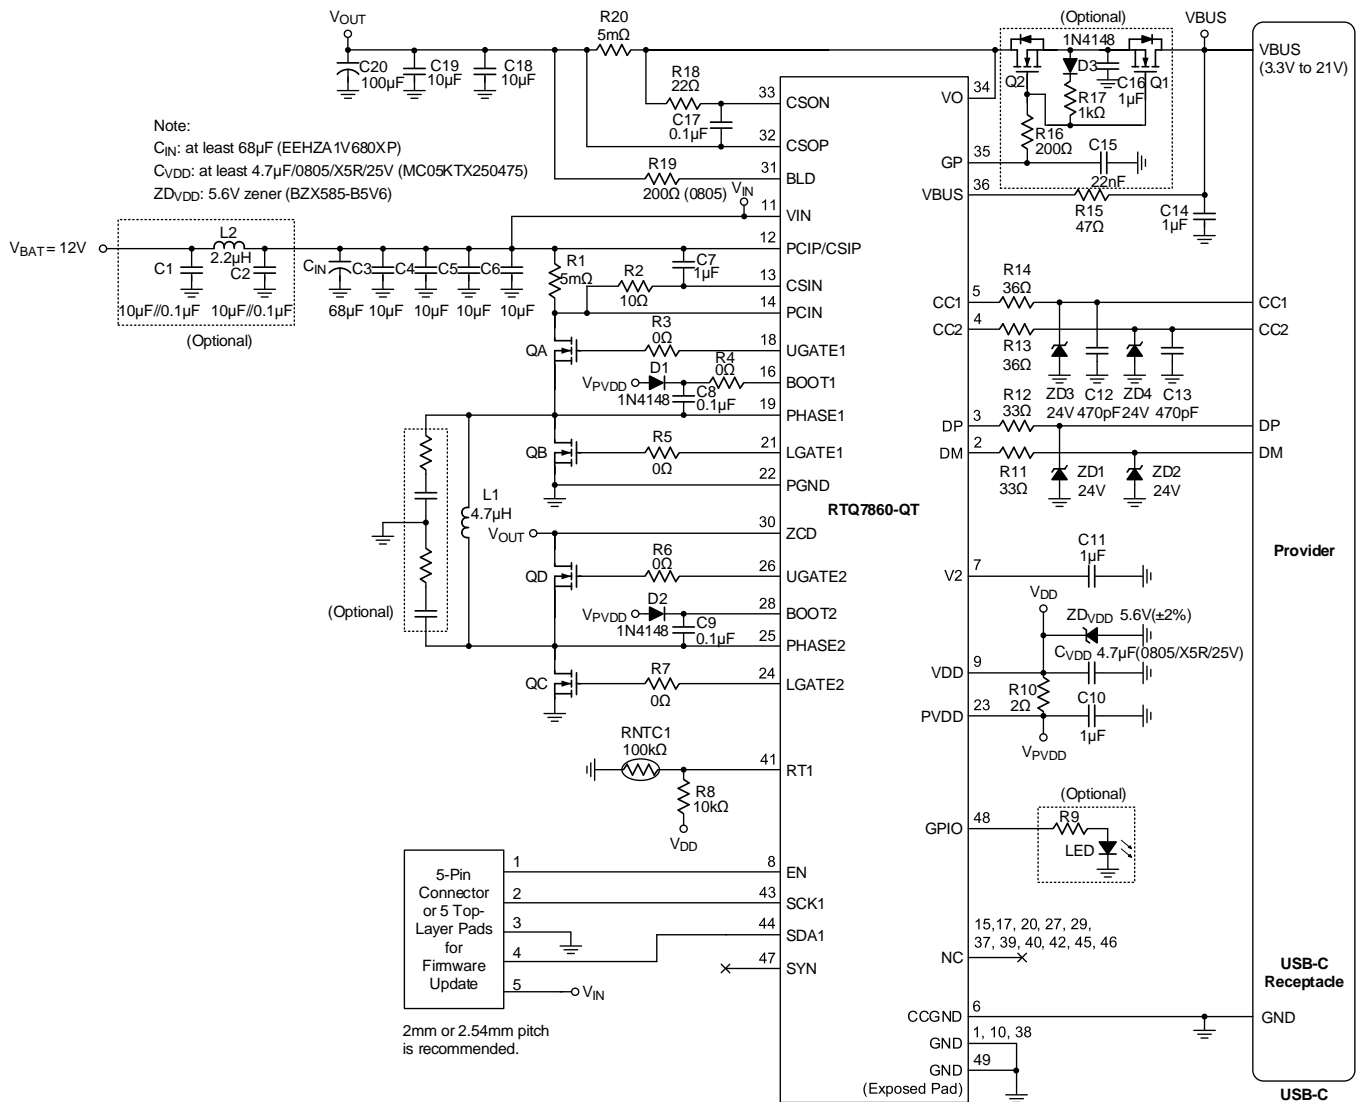 VOUT
R20
5mΩ
C20
100µF
C19
10µF
C18
10µF
R18
22Ω
C17
0.1µF
33
CSON
32
CSOP
31
BLD
R19
200Ω (0805)
VIN
11
VIN
12
PCIP/CSIP
13
CSIN
14
PCIN
18
UGATE1
16
BOOT1
19
PHASE1
21
LGATE1
22
PGND
30
ZCD
26
UGATE2
28
BOOT2
25
PHASE2
24
LGATE2
41
RT1
8
EN
43
SCK1
44
SDA1
47
SYN
Note:
CIN: at least 68µF (EEHZA1V680XP)
CVDD: at least 4.7µF/0805/X5R/25V (MC05KTX250475)
ZDVDD: 5.6V zener (BZX585-B5V6)
VBAT = 12V
L2
2.2µH
C1
C2
10µF//0.1µF
10µF//0.1µF
(Optional)
CIN
C3
C4
C5
C6
68µF
10µF
10µF
10µF
10µF
R1
5mΩ
R2
10Ω
C7
1µF
R3
0Ω
QA
R4
0Ω
D1
VPVDD
1N4148
C8
0.1µF
QB
R5
0Ω
L1
4.7µH
VOUT
R6
0Ω
QD
D2
VPVDD
1N4148
C9
0.1µF
(Optional)
QC
R7
0Ω
RNTC1
100kΩ
R8
10kΩ
VDD
5-Pin
Connector
or 5 Top-
Layer Pads
for
Firmware
Update
1
2
3
4
5
VIN
2mm or 2.54mm pitch
is recommended.
RTQ7860-QT
(Optional)
VBUS
1N4148
D3
Q2
C16
1µF
Q1
R17
1kΩ
R16
200Ω
C15
22nF
34
VO
35
GP
36
VBUS
R15
47Ω
C14
1µF
5
CC1
R14
36Ω
4
CC2
R13
36Ω
ZD3
24V
C12
470pF
ZD4
24V
C13
470pF
3
DP
R12
33Ω
2
DM
R11
33Ω
ZD1
24V
ZD2
24V
7
V2
C11
1µF
VDD
ZDVDD 5.6V(±2%)
CVDD 4.7µF(0805/X5R/25V)
9
VDD
R10
2Ω
C10
1µF
23
PVDD
VPVDD
(Optional)
48
GPIO
R9
LED
15,17, 20, 27, 29,
37, 39, 40, 42, 45, 46
NC
6
CCGND
1, 10, 38
GND
49
GND
(Exposed Pad)
Provider
VBUS
(3.3V to 21V)
CC1
CC2
DP
DM
USB-C
Receptacle
GND
USB-C